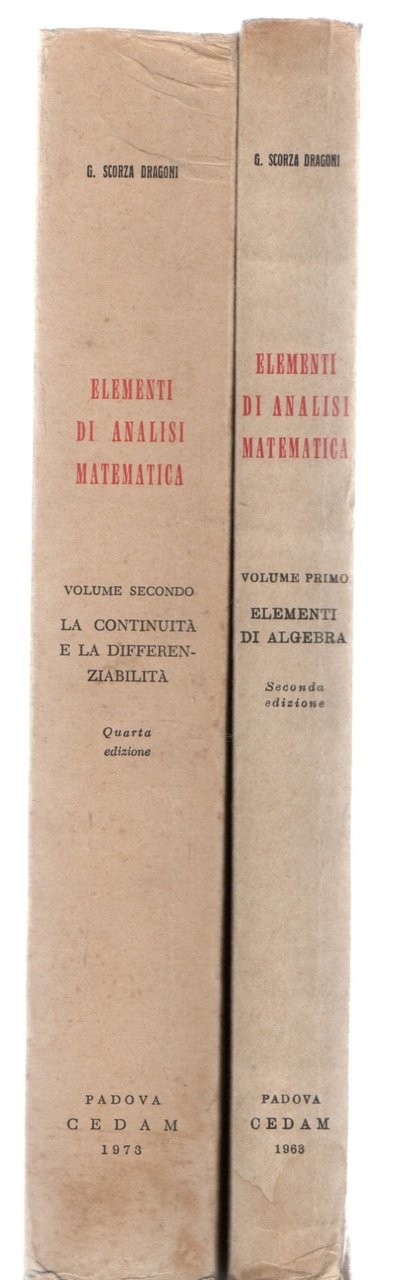 G. SCORZA DRAGONI
ELEMENTI
DI ANALISI
MATEMATICA
VOLUME SECONDO
LA CONTINUITÀ
E LA DIFFEREN-
ZIABILITÀ
Quarta
edizione
PADOVA
CEDAM
1973
G. SCORZA DRAGONI
ELEMENTI
DI ANALISI
MATEMATICA
VOLUME PRIMO
ELEMENTI
DI ALGEBRA
Seconda
edizione
PADOVA
CEDAM
1963